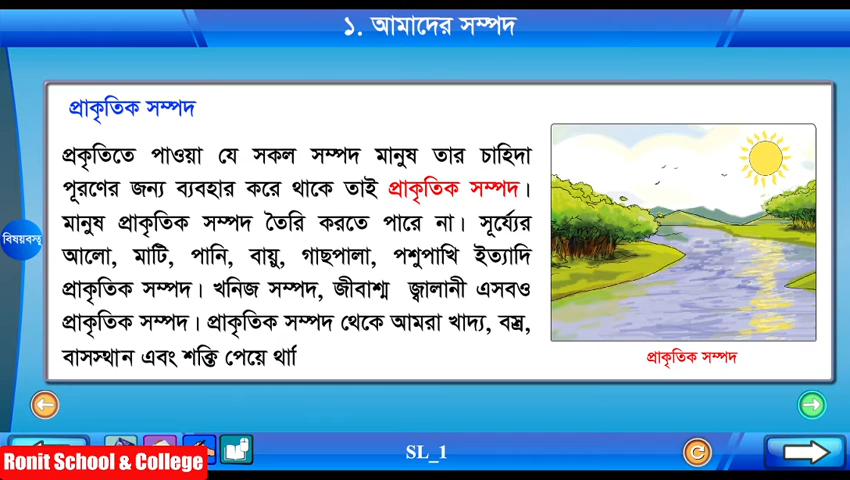 ১. আমাদের সম্পদ
প্রাকৃতিক সম্পদ
প্রকৃতিতে পাওয়া যে সকল সম্পদ মানুষ তার চাহিদা
পূরণের জন্য ব্যবহার করে থাকে তাই প্রাকৃতিক সম্পদ।
মানুষ প্রাকৃতিক সম্পদ তৈরি করতে পারে না। সূর্য্যের
আলো, মাটি, পানি, বায়ু, গাছপালা, পশুপাখি ইত্যাদি
প্রাকৃতিক সম্পদ। খনিজ সম্পদ, জীবাশ্ম জ্বালানী এসবও
প্রাকৃতিক সম্পদ। প্রাকৃতিক সম্পদ থেকে আমরা খাদ্য, বস্ত্র,
বাসস্থান এবং শক্তি পেয়ে
প্রাকৃতিক সম্পদ
বিষয়বস্তু
SL_1
Ronit School & College